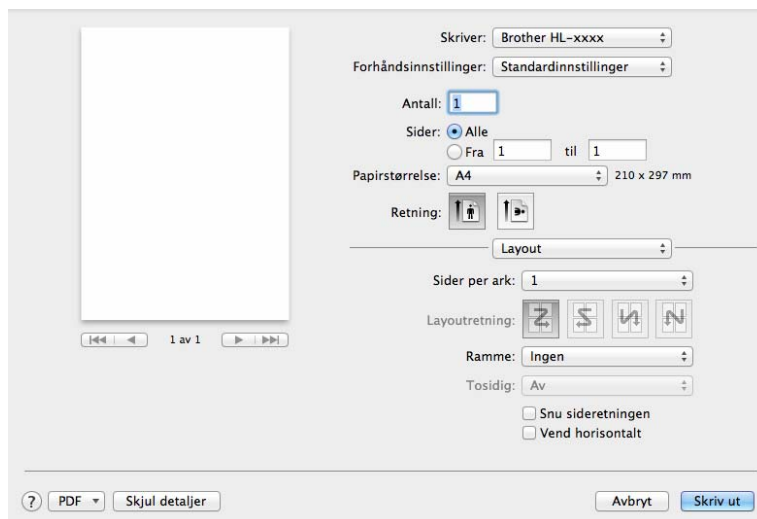 Skriver: Brother HL-xxxx
Forhåndsinnstillinger: Standardinnstillinger
Antall: 1
Sider: Alle
Fra 1 til 1
Papirstørrelse: A4 210 x 297 mm
Retning:
Layout
Sider per ark: 1
Layoutretning:
1 av 1
Ramme: Ingen
Tosidig: Av
Snu sideretningen
Vend horisontalt
? PDF Skjul detaljer Avbryt Skriv ut